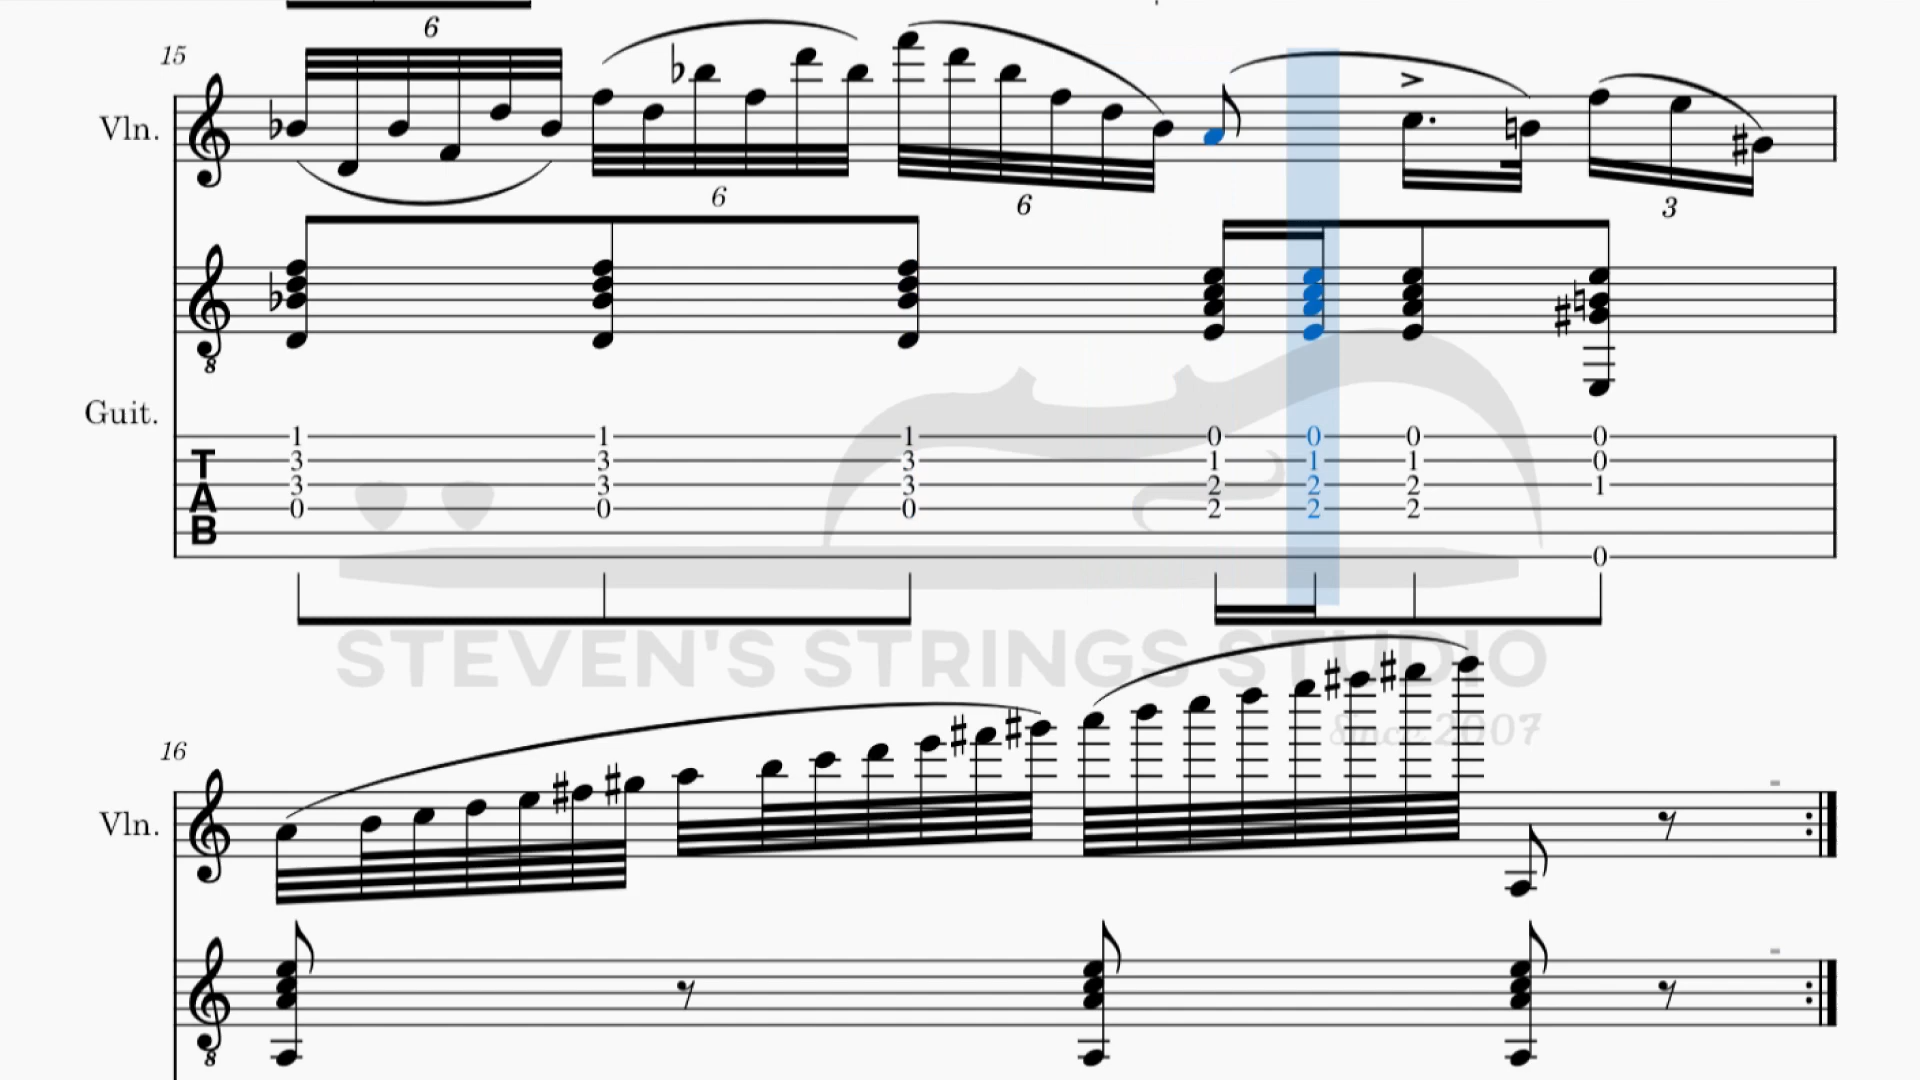 6
15
Vln.
6
6
3
8
Guit.
1 1 1 0 0 0 0
T 3 3 3 1 1 1 0
A 3 3 3 2 2 2 1
0 0 0 2 2 2
B
0
STEVEN'S STRINGS STUDIO
Since 2007
16
Vln.
8